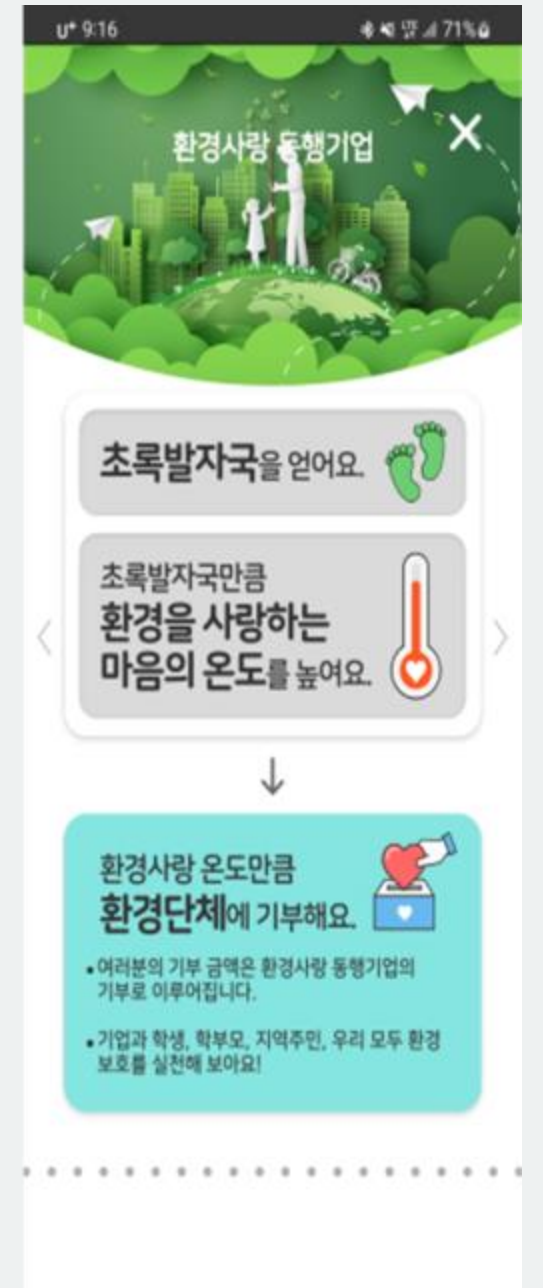 U+ 9:16 LTE 71%
환경사랑 동행기업
초록발자국을 얻어요.
초록발자국만큼
환경을 사랑하는
마음의 온도를 높여요.
환경사랑 온도만큼
환경단체에 기부해요.
• 여러분의 기부 금액은 환경사랑 동행기업의
기부로 이루어집니다.
• 기업과 학생, 학부모, 지역주민, 우리 모두 환경
보호를 실천해 보아요!